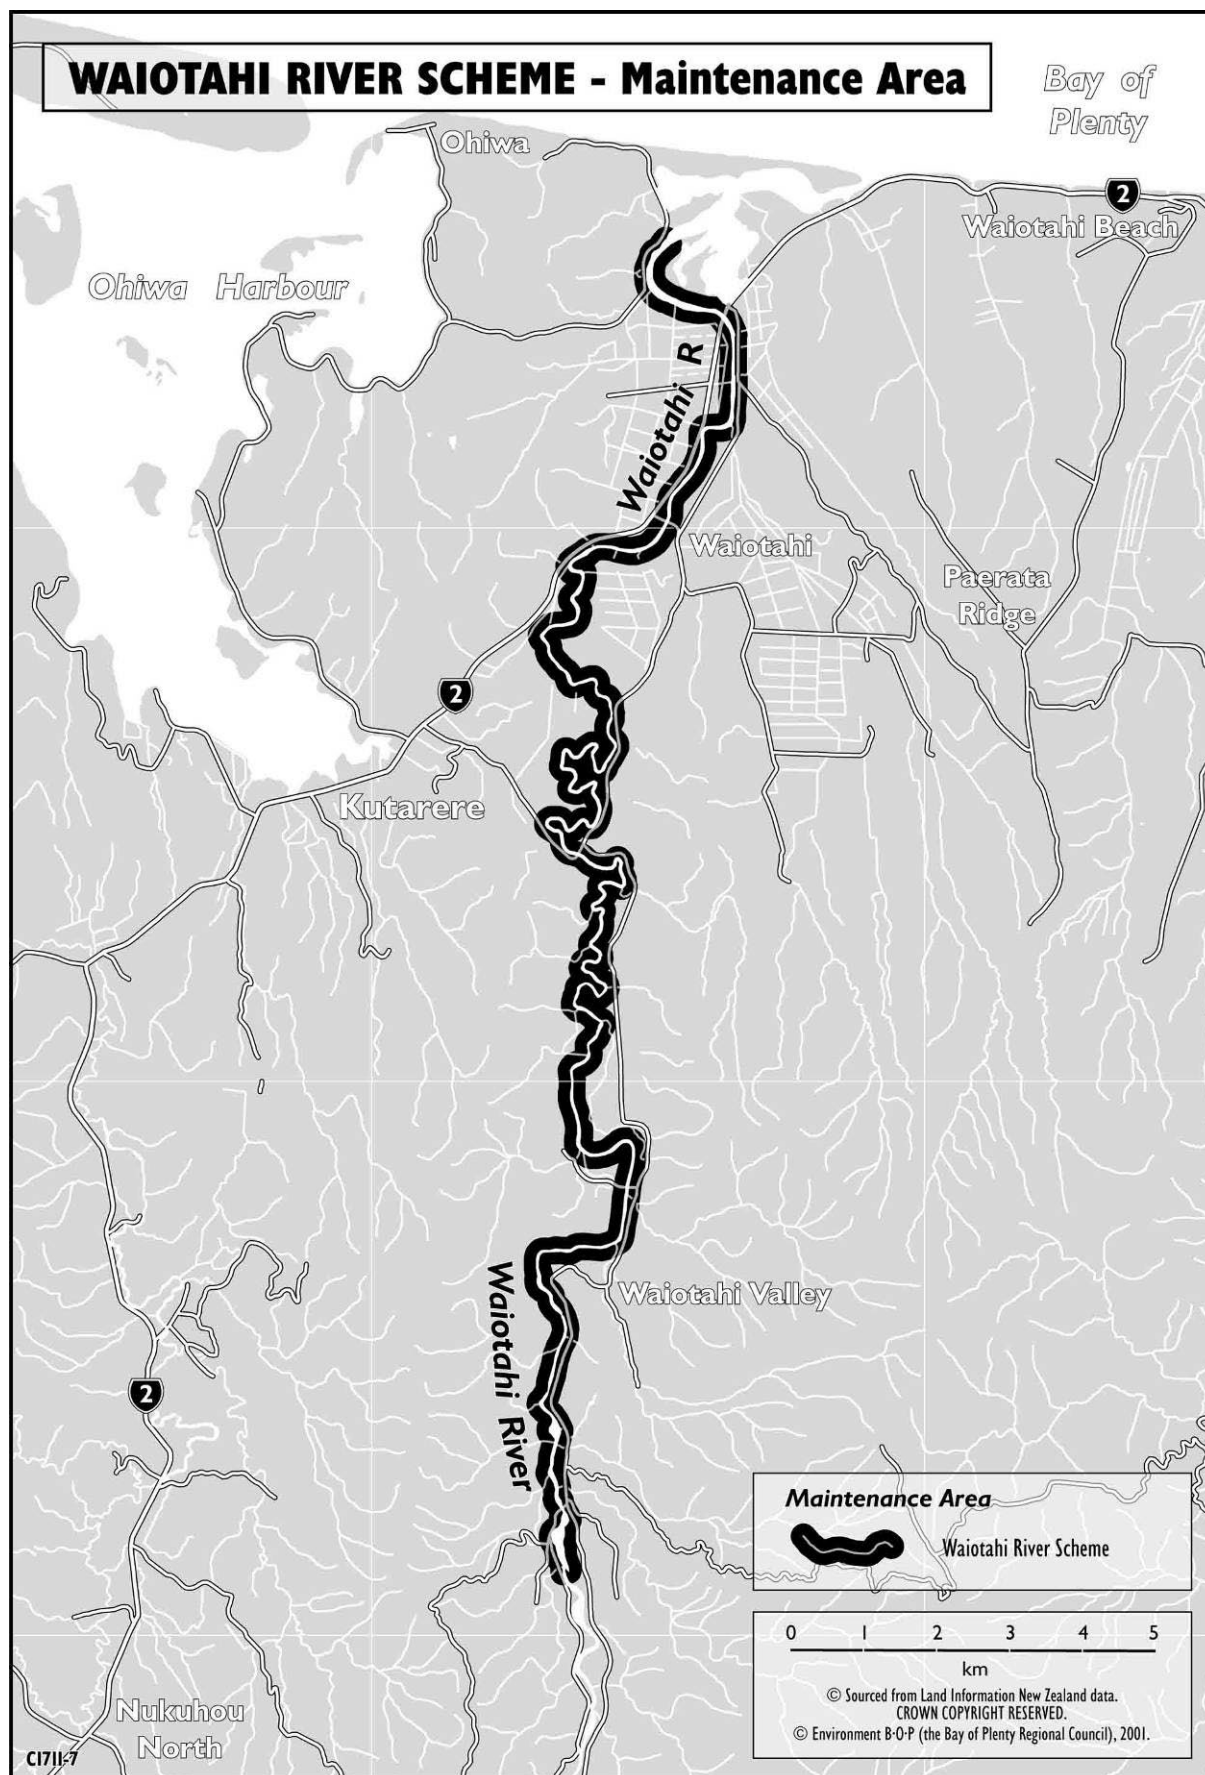 WAIOTAHI RIVER SCHEME - Maintenance Area
Bay of
Plenty
Ohiwa
2
Waiotahi Beach
Ohiwa Harbour
Waiotahi R
Waiotahi
Paerata
Ridge
2
Kutarere
Waiotahi Valley
Waiotahi River
2
Maintenance Area
Waiotahi River Scheme
0 1 2 3 4 5
km
© Sourced from Land Information New Zealand data.
CROWN COPYRIGHT RESERVED.
© Environment B·O·P (the Bay of Plenty Regional Council), 2001.
Nukuhou
North
C1711-7